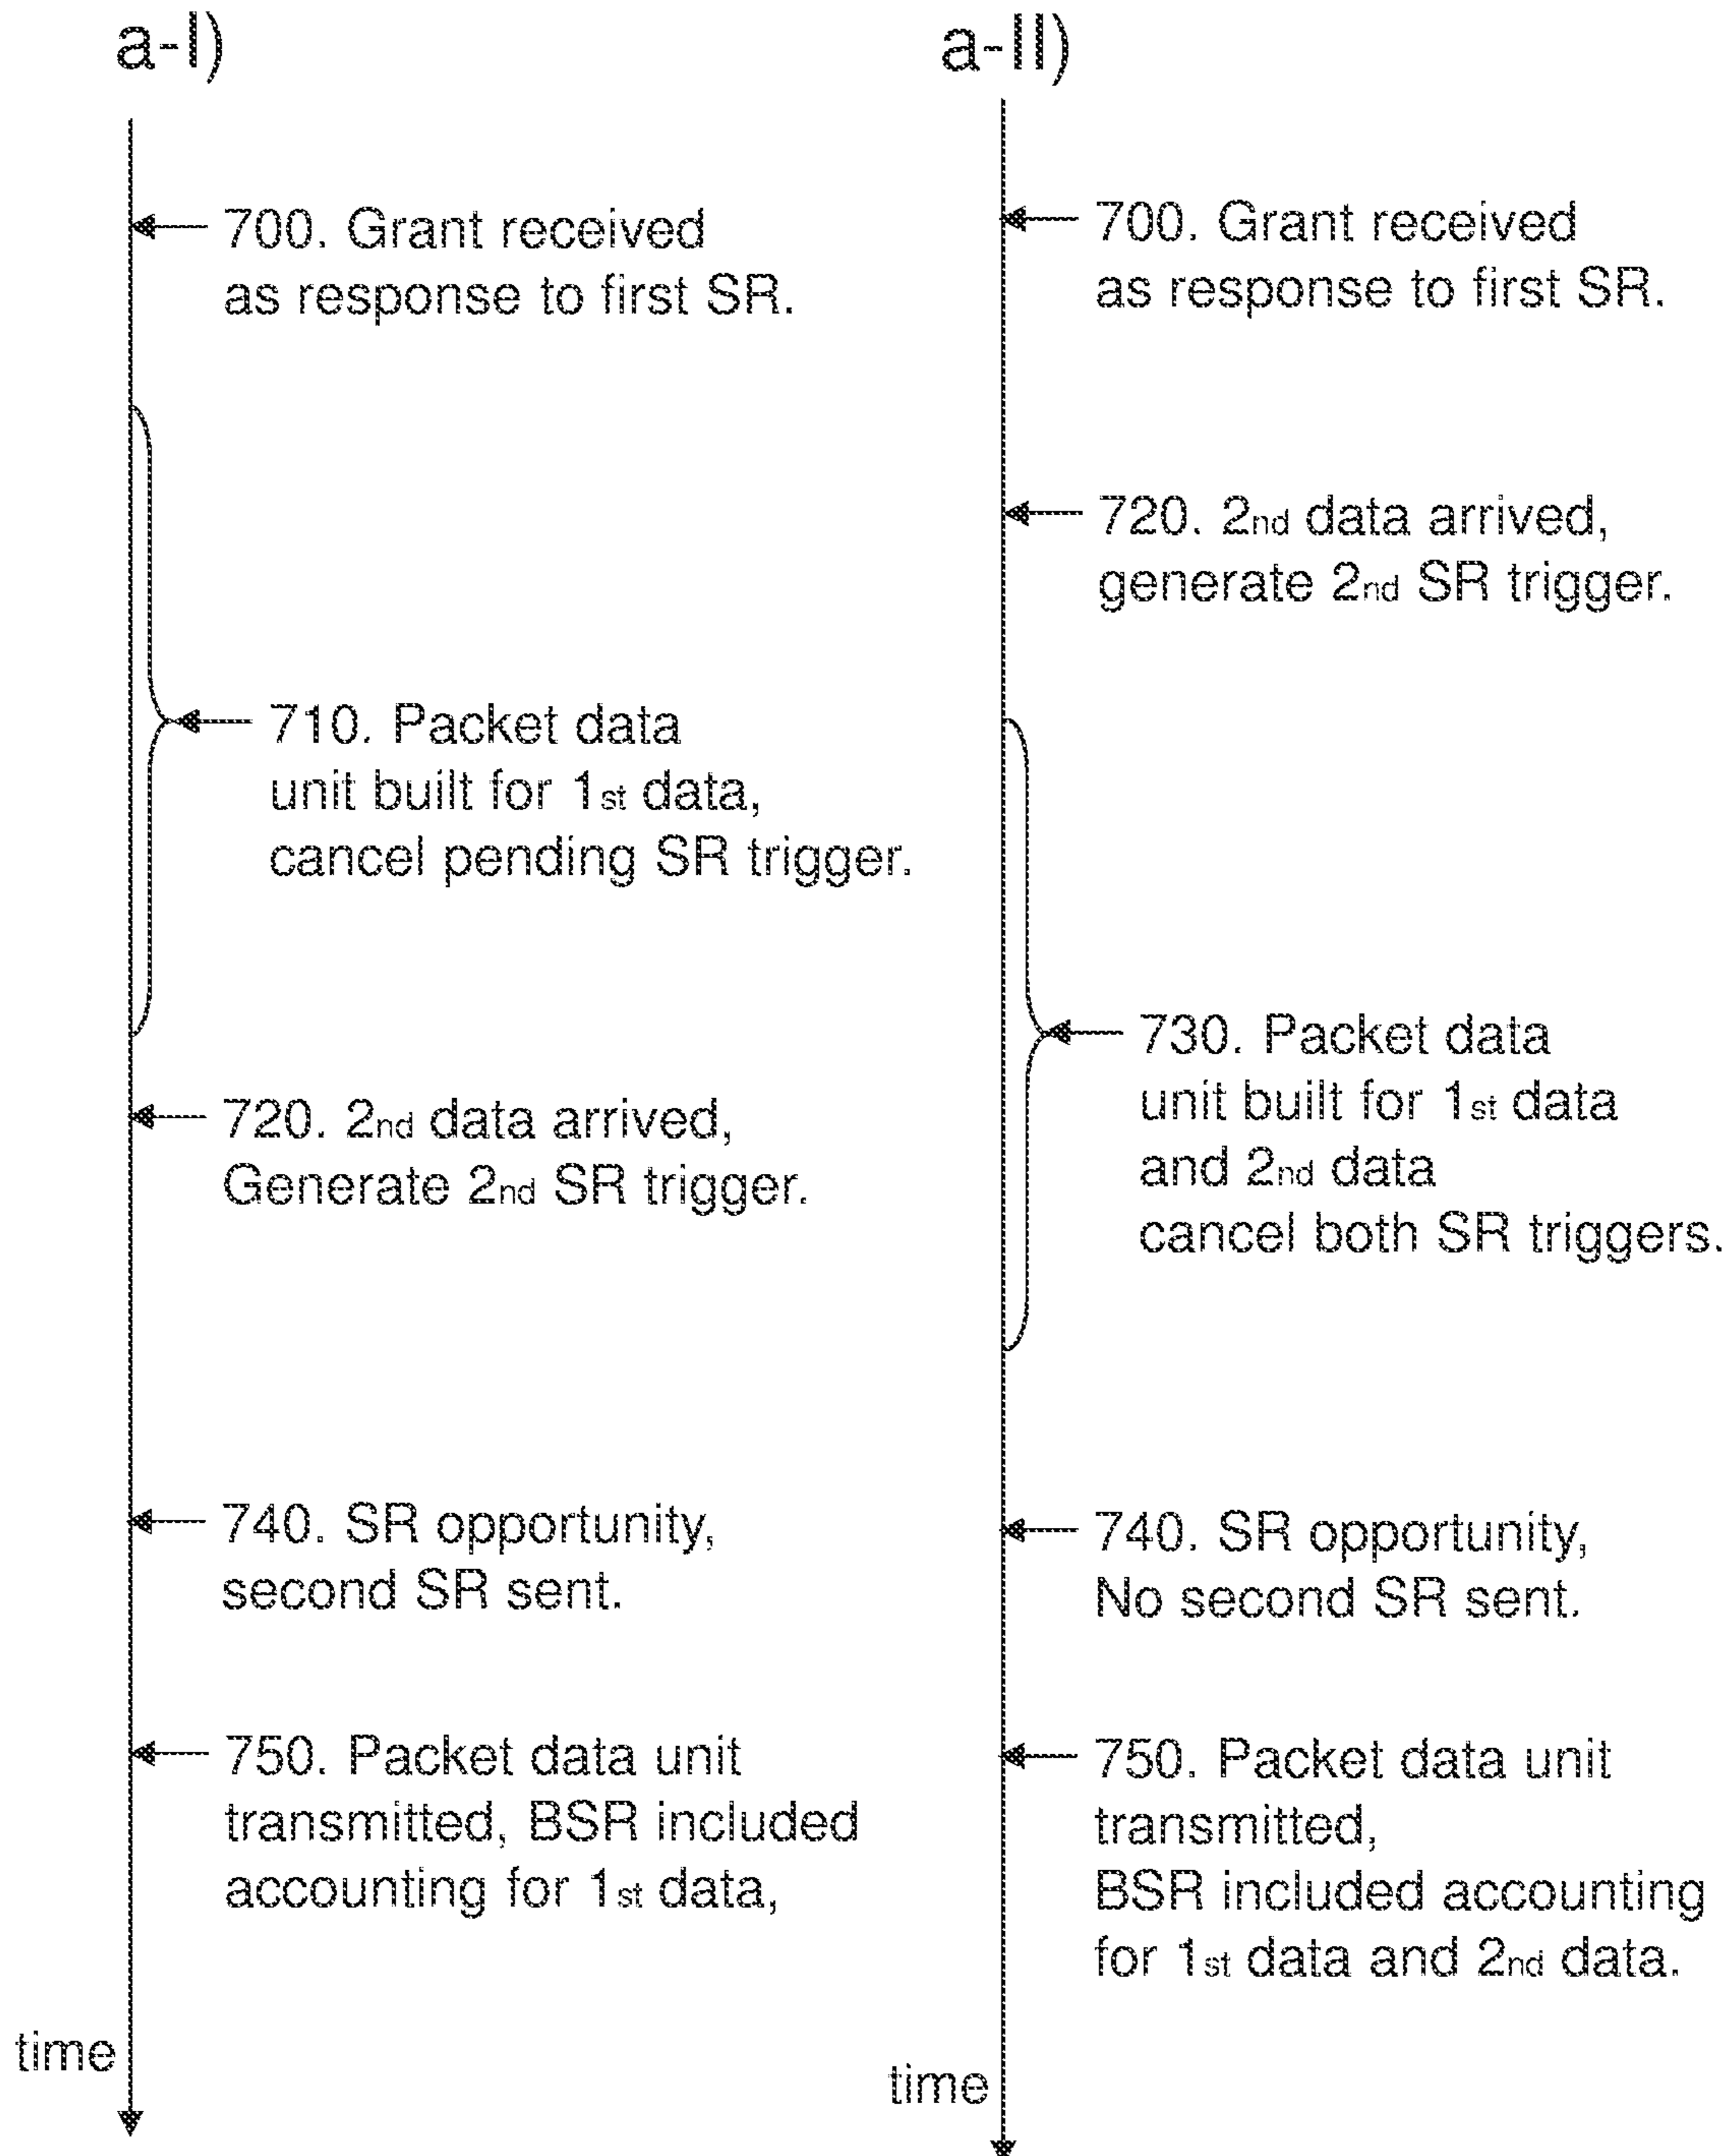 a-I)
700. Grant received
as response to first SR.
710. Packet data
unit built for 1st data,
cancel pending SR trigger.
720. 2nd data arrived,
Generate 2nd SR trigger.
740. SR opportunity,
second SR sent.
750. Packet data unit
transmitted, BSR included
accounting for 1st data,
time
a-II)
700. Grant received
as response to first SR.
720. 2nd data arrived,
generate 2nd SR trigger.
730. Packet data
unit built for 1st data
and 2nd data
cancel both SR triggers.
740. SR opportunity,
No second SR sent.
750. Packet data unit
transmitted,
BSR included accounting
for 1st data and 2nd data.
time